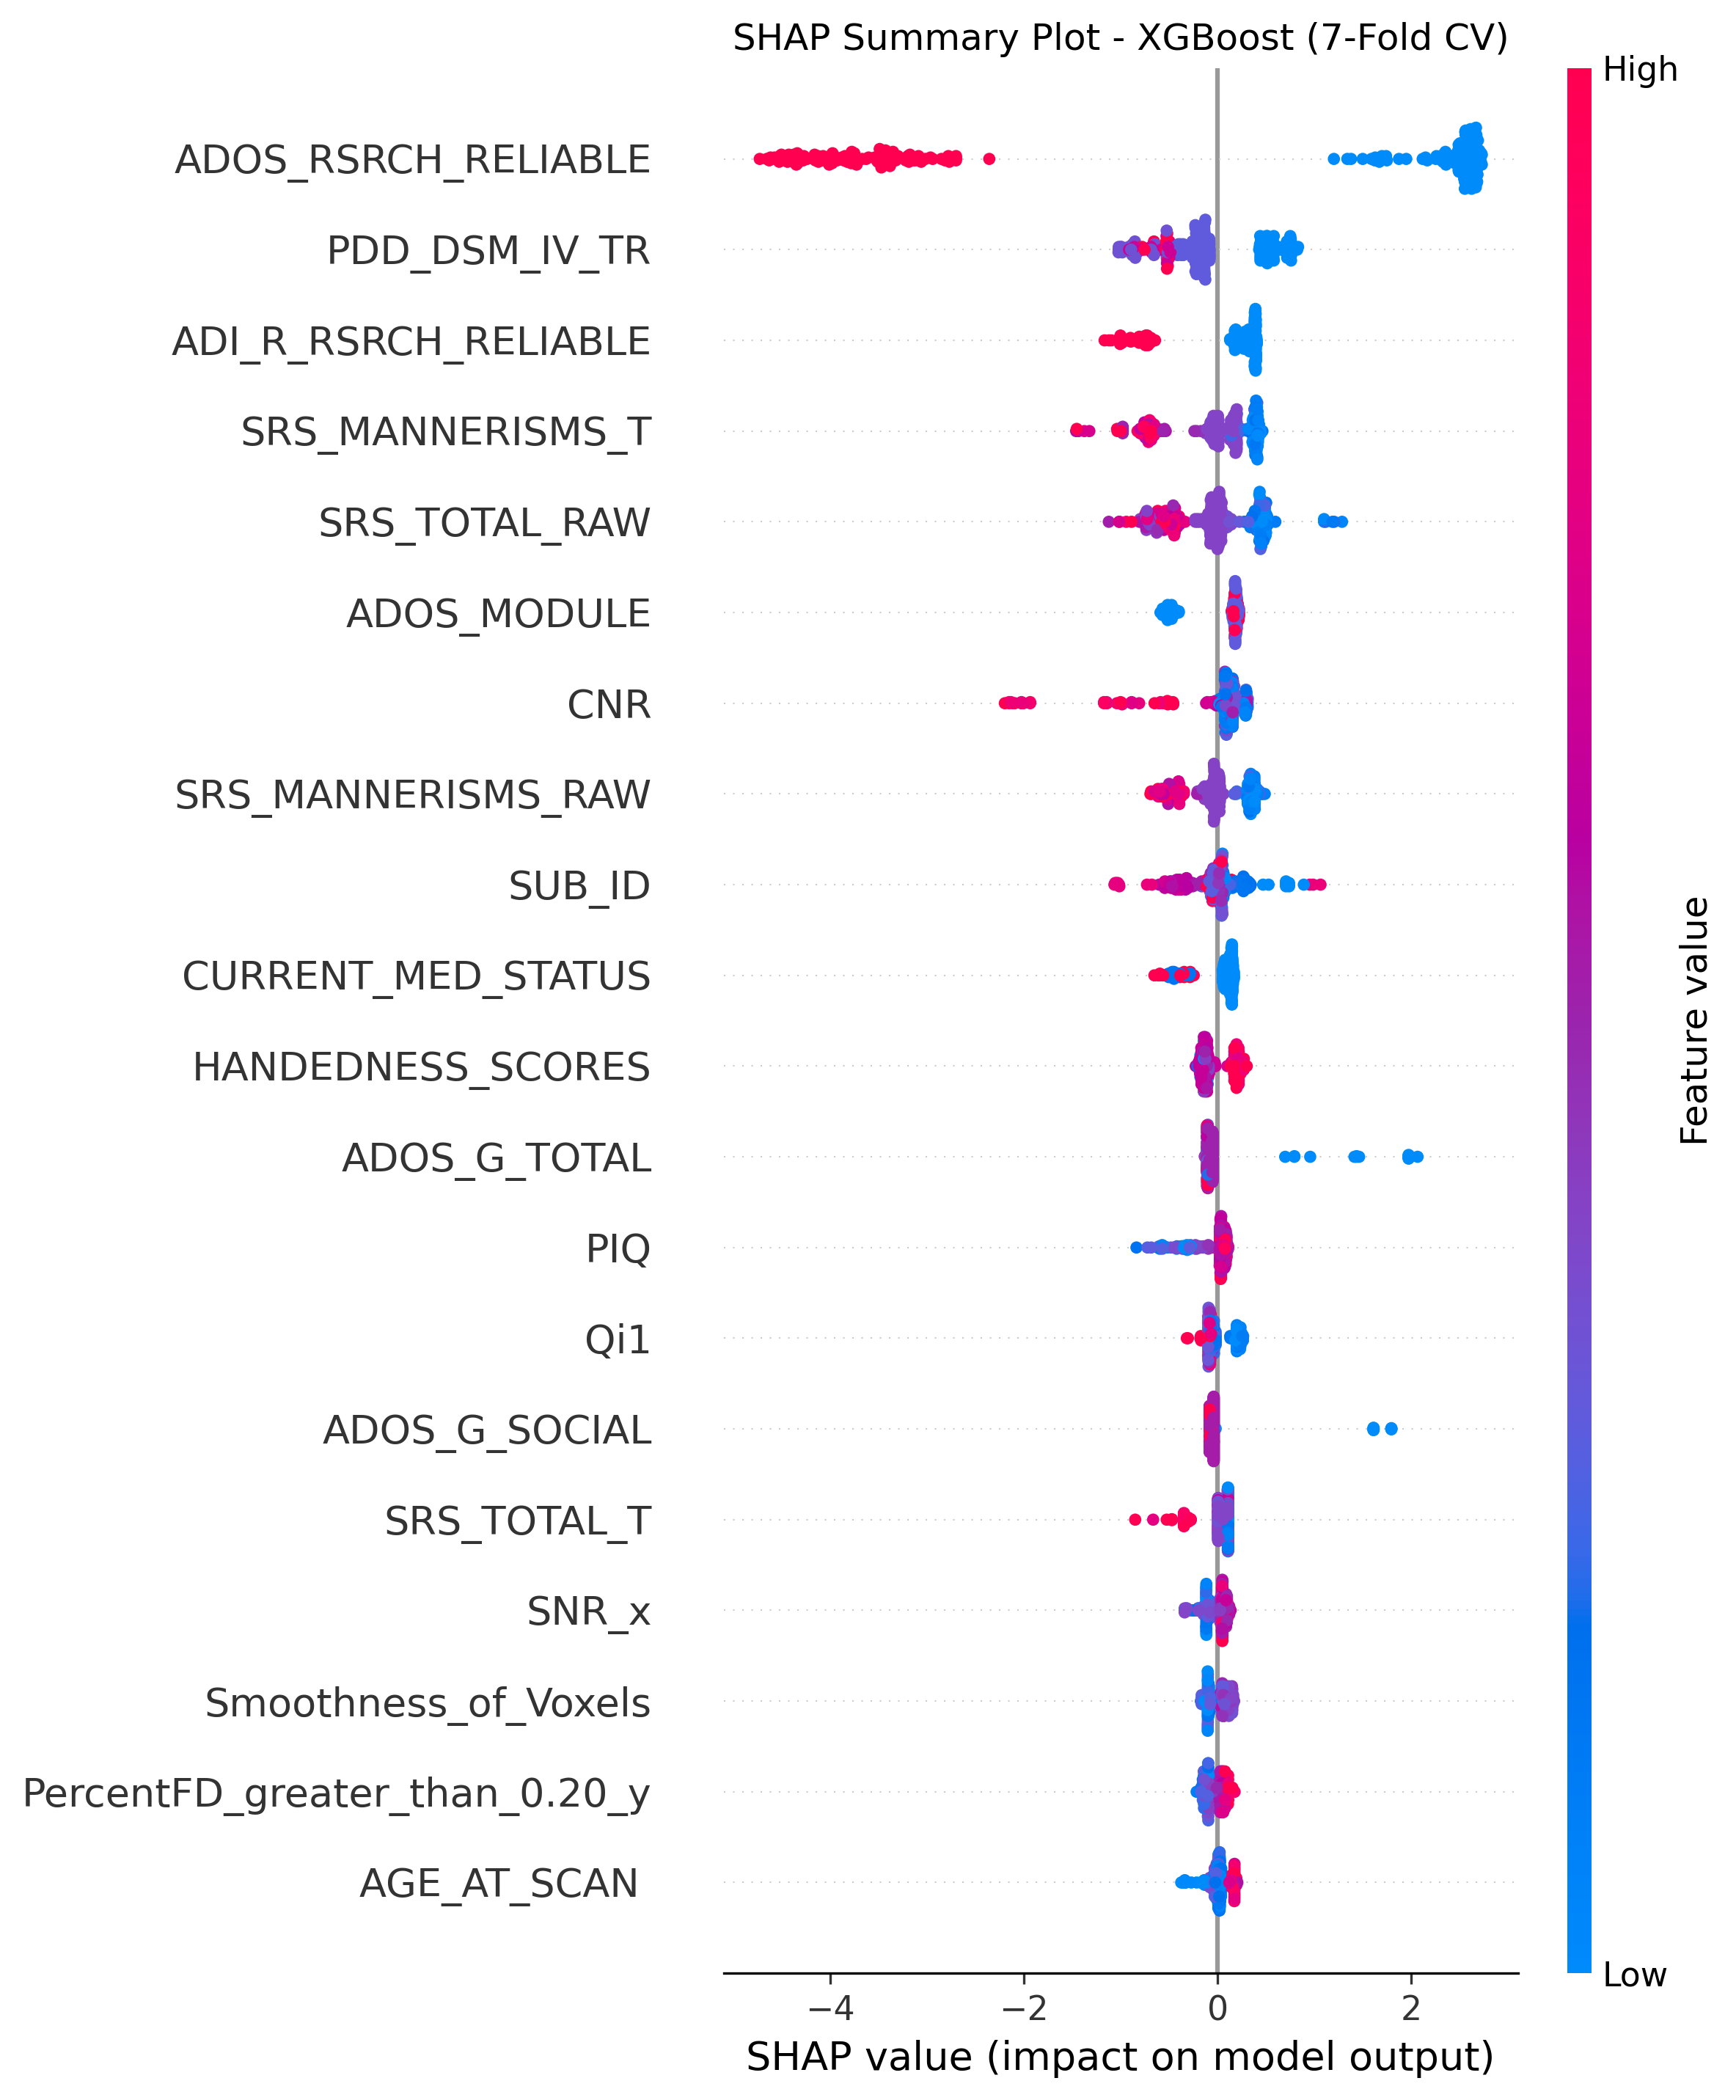 SHAP Summary Plot - XGBoost (7-Fold CV)
High
ADOS_RSRCH_RELIABLE
PDD_DSM_IV_TR
ADI_R_RSRCH_RELIABLE
SRS_MANNERISMS_T
SRS_TOTAL_RAW
ADOS_MODULE
CNR
SRS_MANNERISMS_RAW
SUB_ID
CURRENT_MED_STATUS
HANDEDNESS_SCORES
ADOS_G_TOTAL
PIQ
Qi1
ADOS_G_SOCIAL
SRS_TOTAL_T
SNR_x
Smoothness_of_Voxels
PercentFD_greater_than_0.20_y
AGE_AT_SCAN
Feature value
Low
−4 −2 0 2
SHAP value (impact on model output)